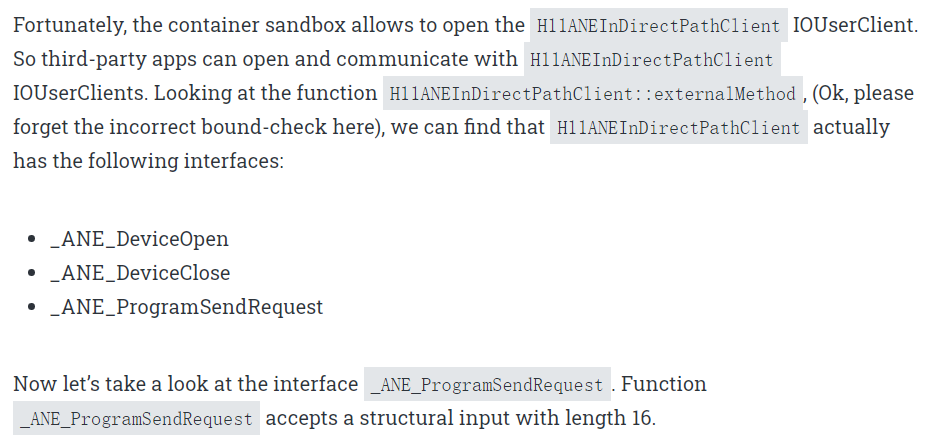 Fortunately, the container sandbox allows to open the H11ANEInDirectPathClient IOUserClient.
So third-party apps can open and communicate with H11ANEInDirectPathClient
IOUserClients. Looking at the function H11ANEInDirectPathClient::externalMethod, (Ok, please
forget the incorrect bound-check here), we can find that H11ANEInDirectPathClient actually
has the following interfaces:
• _ANE_DeviceOpen
• _ANE_DeviceClose
• _ANE_ProgramSendRequest
Now let’s take a look at the interface _ANE_ProgramSendRequest. Function
_ANE_ProgramSendRequest accepts a structural input with length 16.